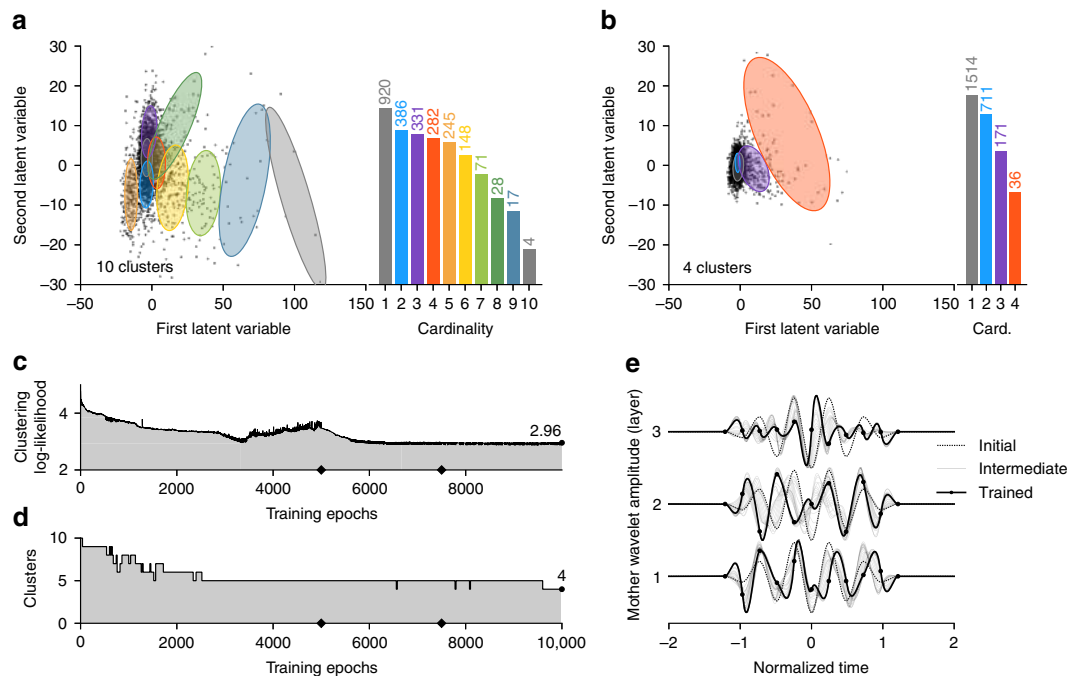 a
30
20
10
0
−10
−20
−30
Second latent variable
10 clusters
−50 0 50 100 150
First latent variable
920 386 331 282 245 148 71 28 17 4
1 2 3 4 5 6 7 8 9 10
Cardinality
b
30
20
10
0
−10
−20
−30
Second latent variable
4 clusters
−50 0 50 100 150
First latent variable
1514 711 171 36
1 2 3 4
Card.
c
Clustering
log-likelihood
4
2
2.96
0 2000 4000 6000 8000
Training epochs
d
Clusters
10
5
0
4
0 2000 4000 6000 8000 10,000
Training epochs
e
Mother wavelet amplitude (layer)
3
2
1
Initial
Intermediate
Trained
−2 −1 0 1 2
Normalized time